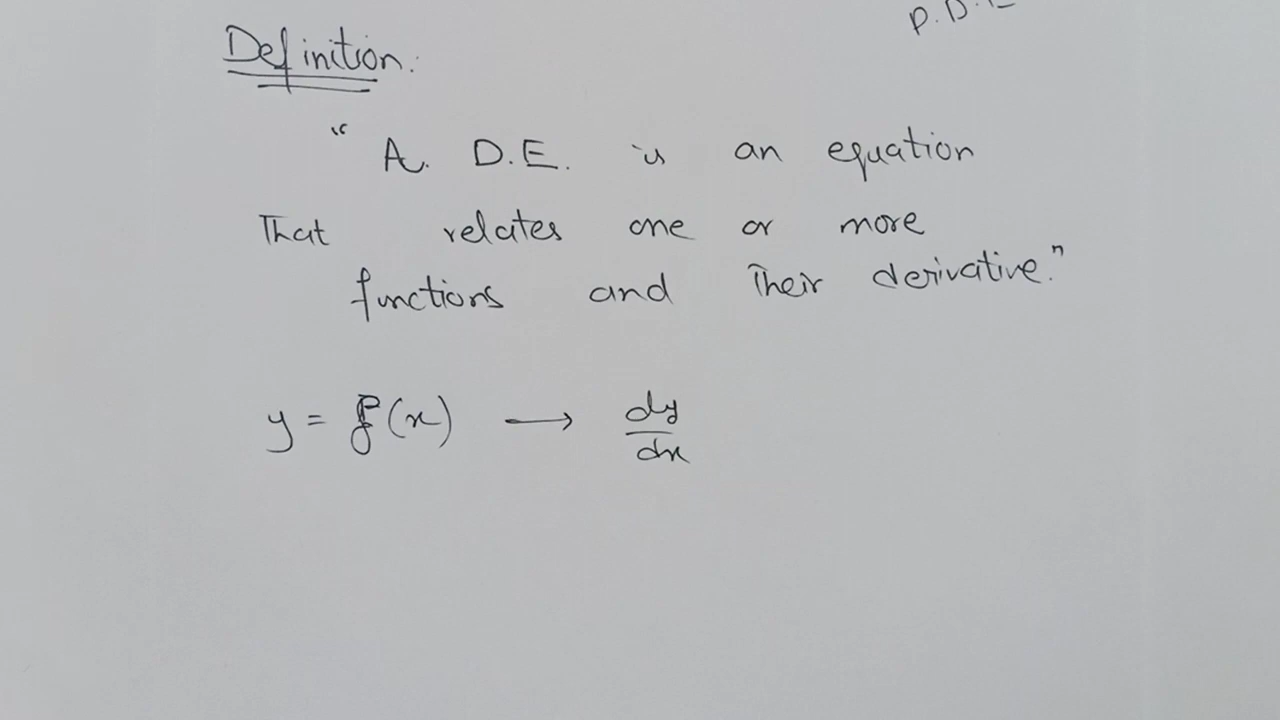 P.D.E
Definition:
"A. D.E. is an equation
That relates one or more
functions and Their derivative."
y = f(x) → dy/dx